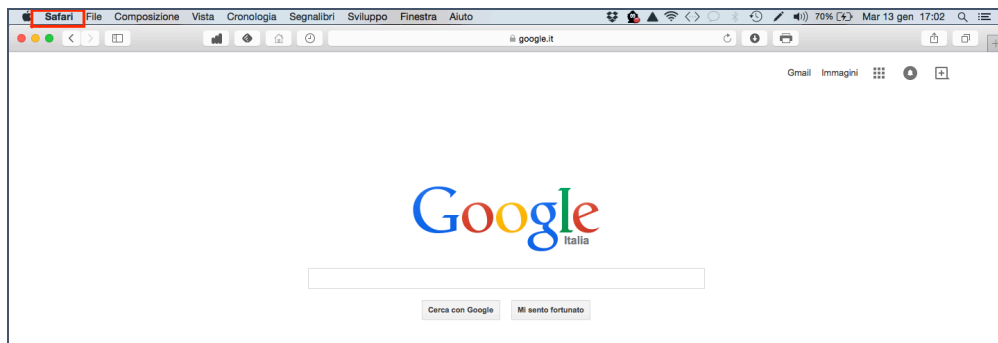 Safari File Composizione Vista Cronologia Segnalibri Sviluppo Finestra Aiuto 70% Mar 13 gen 17:02
google.it
Gmail Immagini
Google
Italia
Cerca con Google Mi sento fortunato